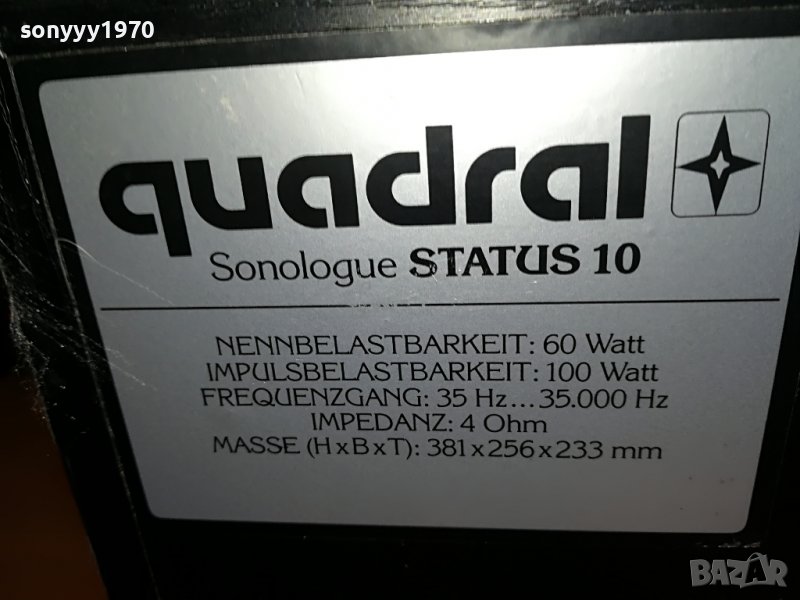 sonyyy1970
quadral
Sonologue STATUS 10
NENNBELASTBARKEIT: 60 Watt
IMPULSBELASTBARKEIT: 100 Watt
FREQUENZGANG: 35 Hz...35.000 Hz
IMPEDANZ: 4 Ohm
MASSE (HxBxT): 381x256x233 mm
BAZAR